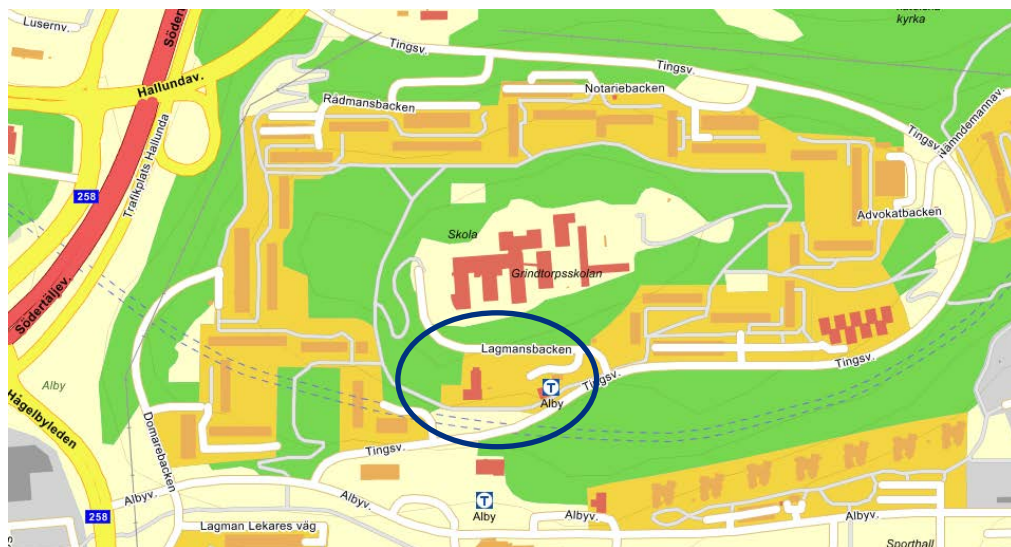 Lusernv.
Söder
Tingsv.
kyrka
Hallundav.
Tingsv.
Notariebacken
Rådmansbacken
Trafikplats Hallunda
Tingsv.
Nämndemannav.
258
Advokatbacken
Skola
Grindtorpsskolan
Södertäljev.
Lagmansbacken
Tingsv.
Tingsv.
T
Alby
Alby
Hågelbyleden
Domarebacken
Tingsv.
Albyv.
Albyv.
T
Alby
Albyv.
Albyv.
258
Lagman Lekares väg
Sporthall